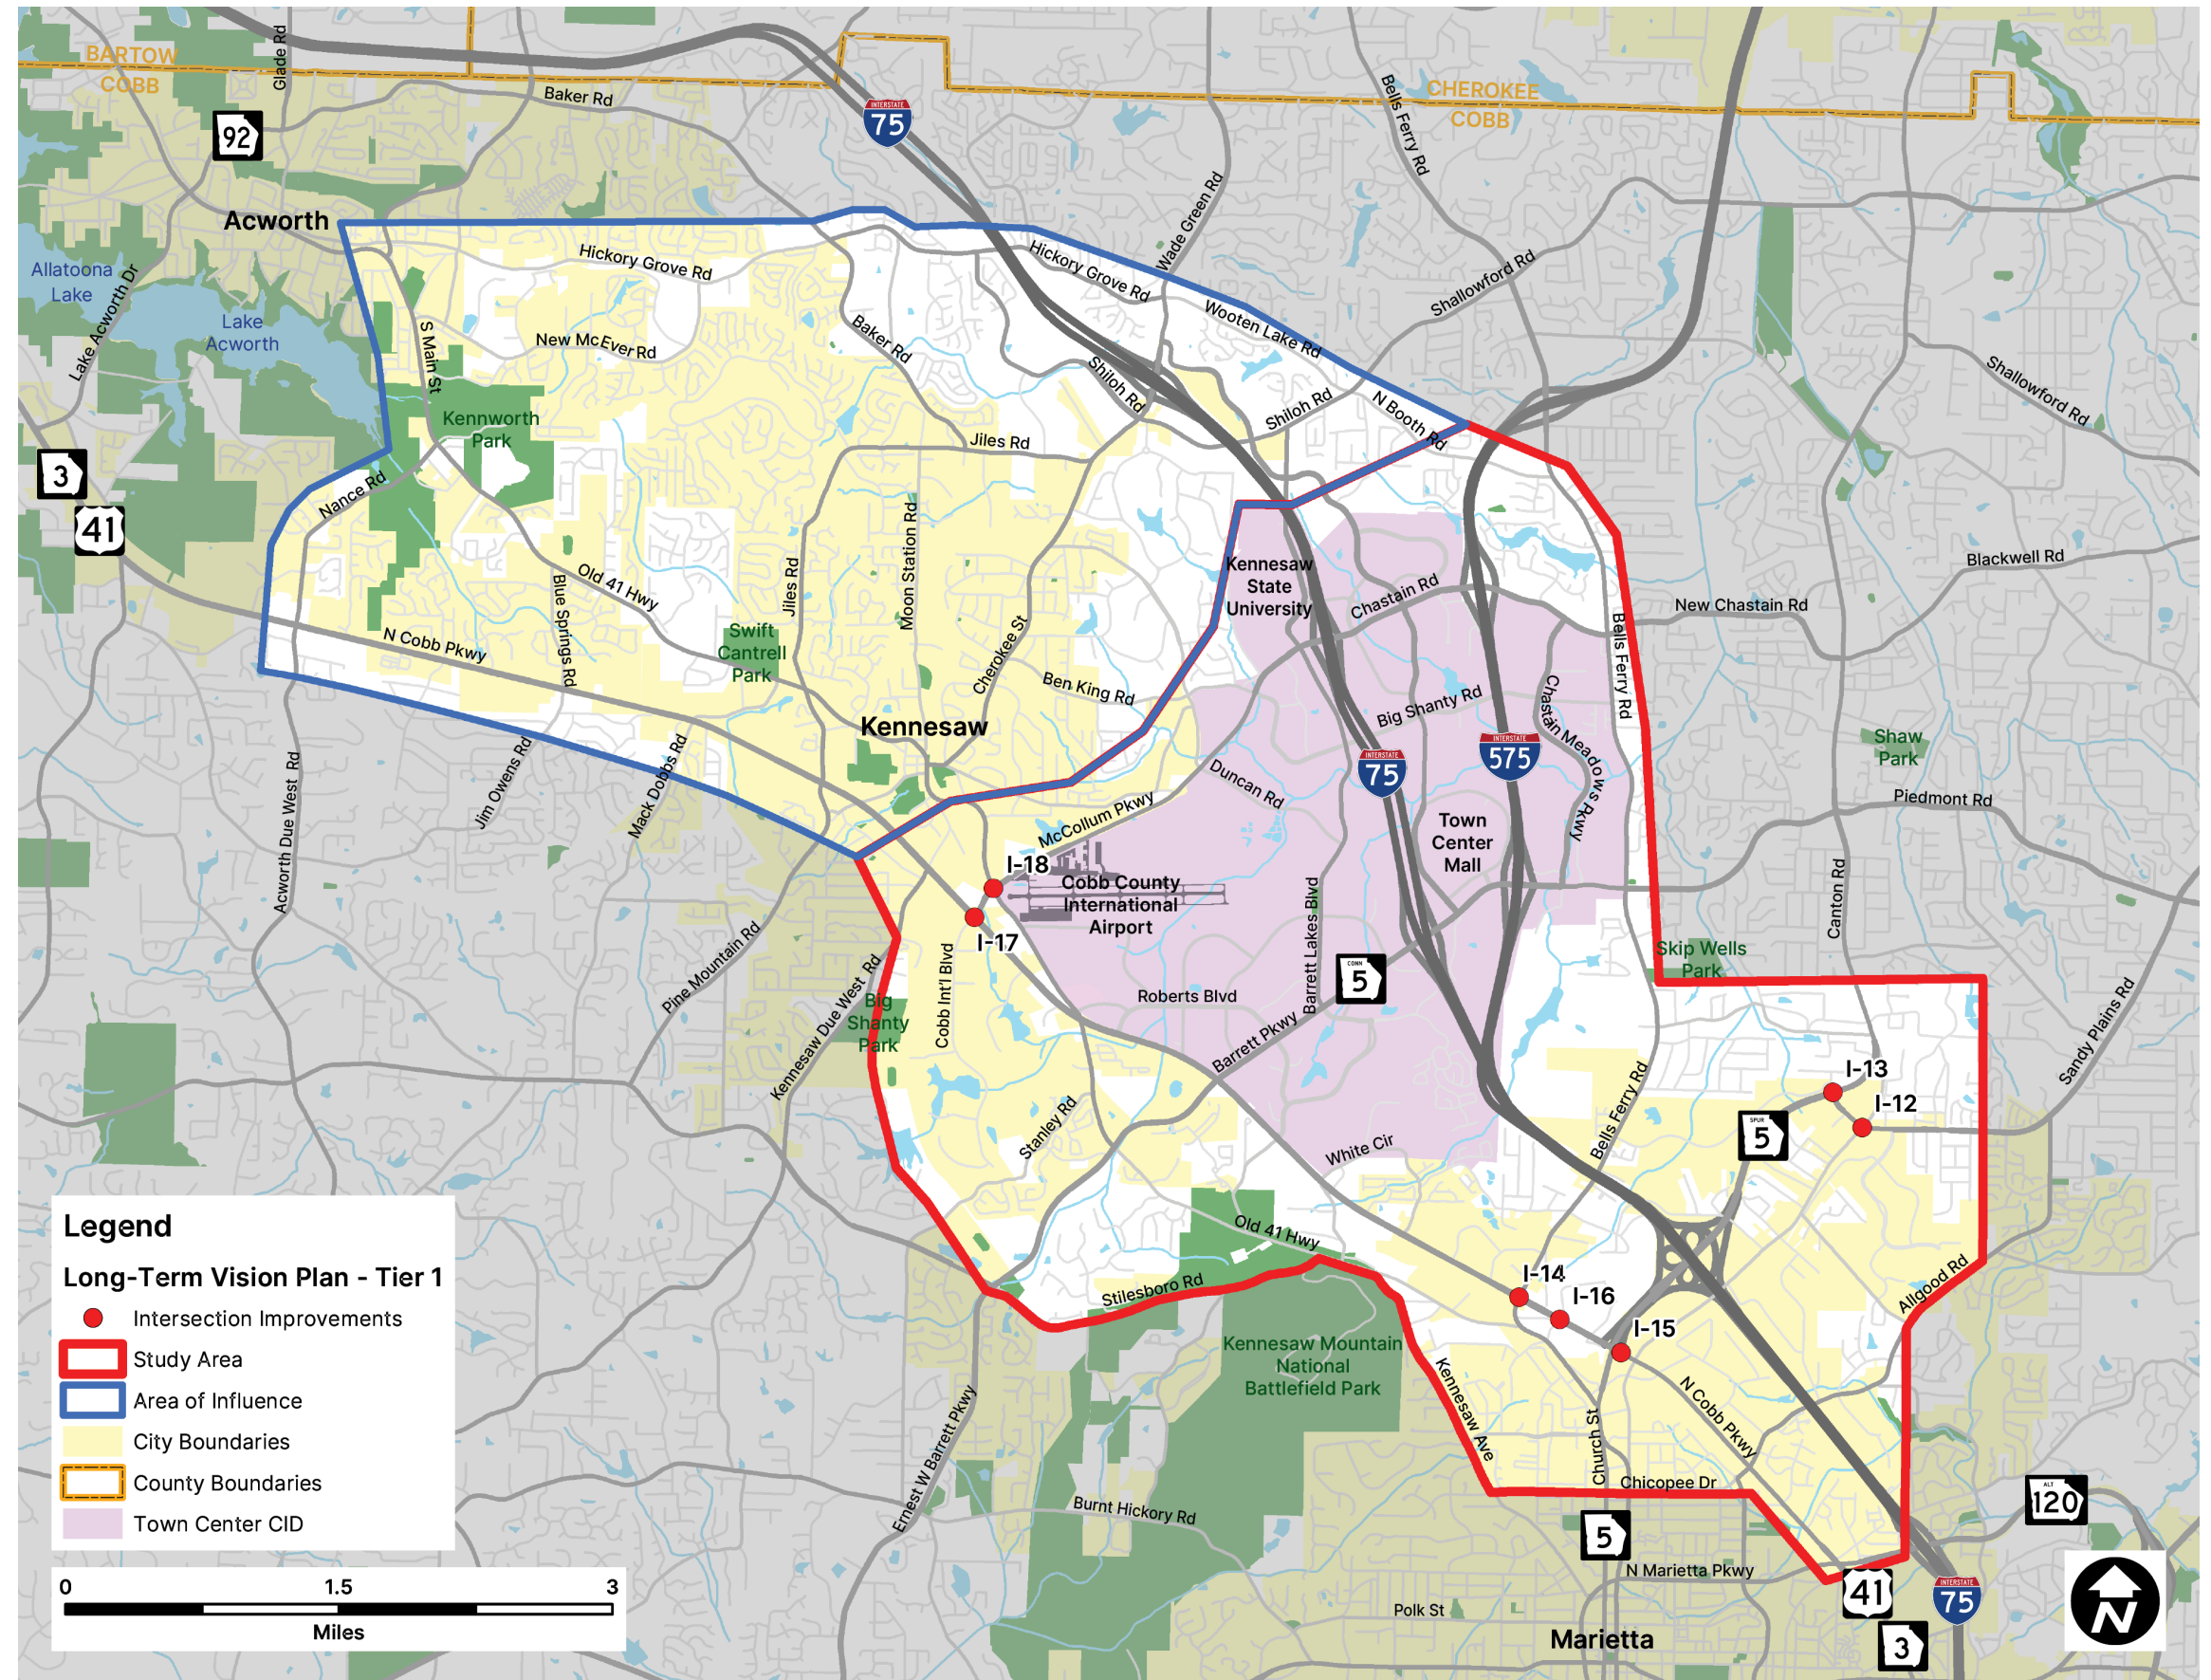 BARTOW
COBB
Glade Rd
Baker Rd
INTERSTATE
75
Bells Ferry Rd
CHEROKEE
COBB
92
Acworth
Wade Green Rd
Hickory Grove Rd
Hickory Grove Rd
Shallowford Rd
Allatoona
Lake
Lake Acworth Dr
Lake
Acworth
S Main St
New McEver Rd
Baker Rd
Wooten Lake Rd
Shiloh Rd
Shiloh Rd
N Booth Rd
Shallowford Rd
Kennworth
Park
Jiles Rd
3
41
Nance Rd
Old 41 Hwy
Blue Springs Rd
Jiles Rd
Moon Station Rd
Kennesaw
State
University
Chastain Rd
Blackwell Rd
New Chastain Rd
Bells Ferry Rd
N Cobb Pkwy
Swift
Cantrell
Park
Cherokee St
Ben King Rd
Big Shanty Rd
Chastain Meadows Pkwy
Kennesaw
INTERSTATE
75
INTERSTATE
575
Shaw
Park
Acworth Due West Rd
Jim Owens Rd
Mack Dobbs Rd
Duncan Rd
McCollum Pkwy
Piedmont Rd
Town
Center
Mall
I-18
Cobb County
International
Airport
I-17
Barrett Lakes Blvd
Canton Rd
Pine Mountain Rd
Kennesaw Due West Rd
Cobb Int'l Blvd
CONN
5
Skip Wells
Park
Big
Shanty
Park
Roberts Blvd
Barrett Pkwy
Sandy Plains Rd
I-13
I-12
Bells Ferry Rd
SPUR
5
Stanley Rd
White Cir
Old 41 Hwy
Stilesboro Rd
Allgood Rd
I-14
I-16
I-15
Kennesaw Mountain
National
Battlefield Park
Kennesaw Ave
N Cobb Pkwy
Church St
Chicopee Dr
Ernest W Barrett Pkwy
Burnt Hickory Rd
5
ALT
120
N Marietta Pkwy
Polk St
41
INTERSTATE
75
Marietta
3
N
Legend
Long-Term Vision Plan - Tier 1
Intersection Improvements
Study Area
Area of Influence
City Boundaries
County Boundaries
Town Center CID
0 1.5 3
Miles